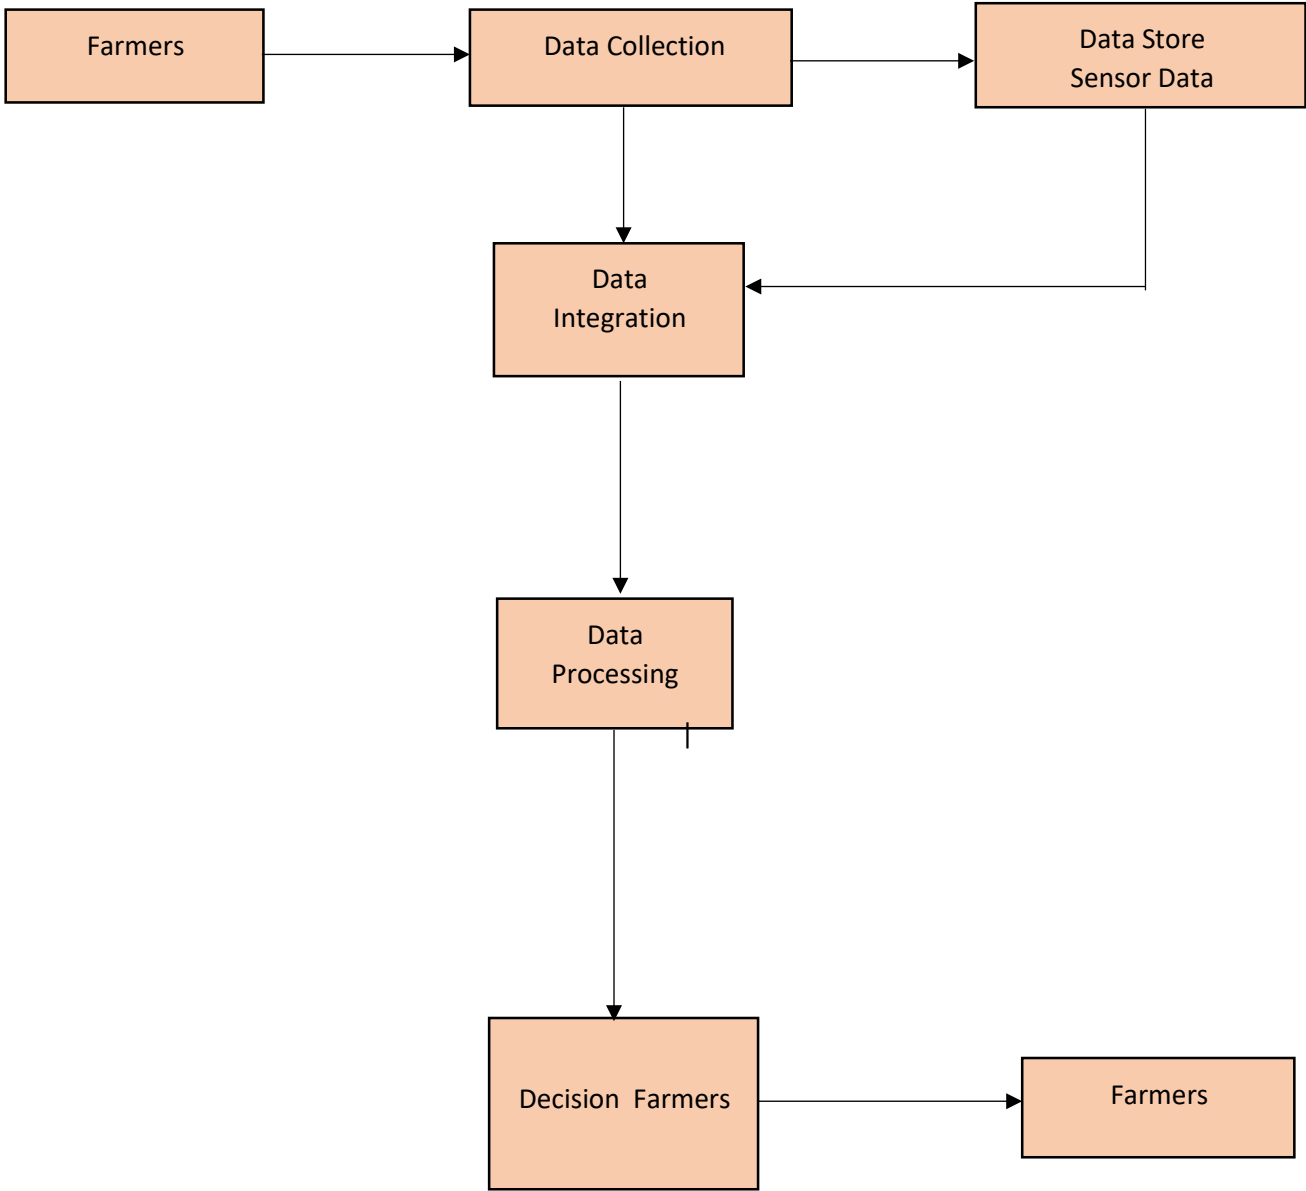 Farmers
Data Collection
Data Store
Sensor Data
Data
Integration
Data
Processing
Decision  Farmers
Farmers